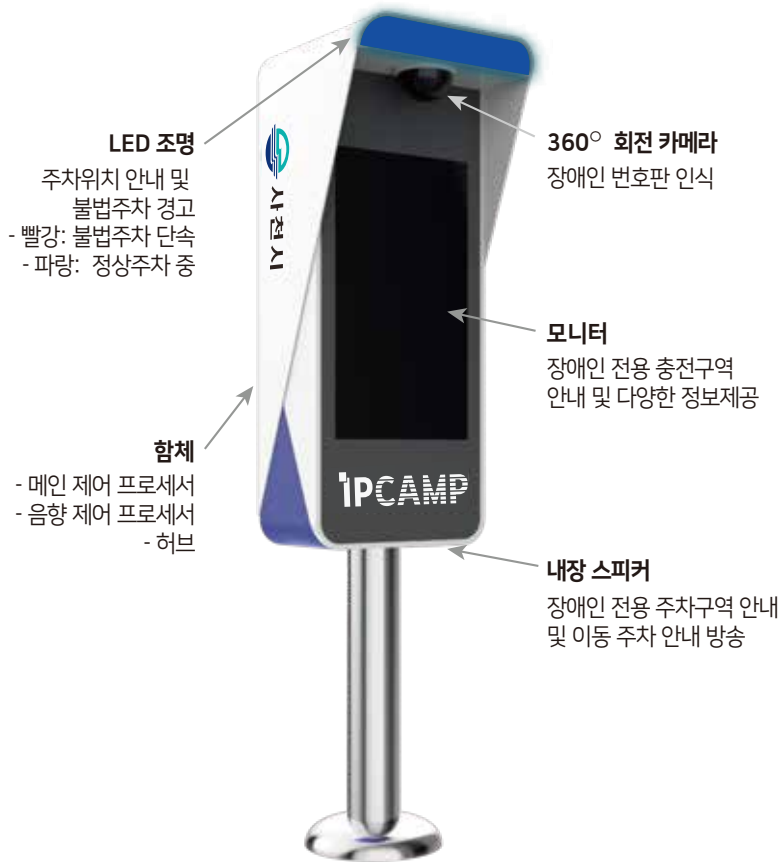 LED 조명
주차위치 안내 및
불법주차 경고
- 빨강: 불법주차 단속
- 파랑: 정상주차 중
360° 회전 카메라
장애인 번호판 인식
사천시
모니터
장애인 전용 충전구역
안내 및 다양한 정보제공
함체
- 메인 제어 프로세서
- 음향 제어 프로세서
- 허브
IPCAMP
내장 스피커
장애인 전용 주차구역 안내
및 이동 주차 안내 방송